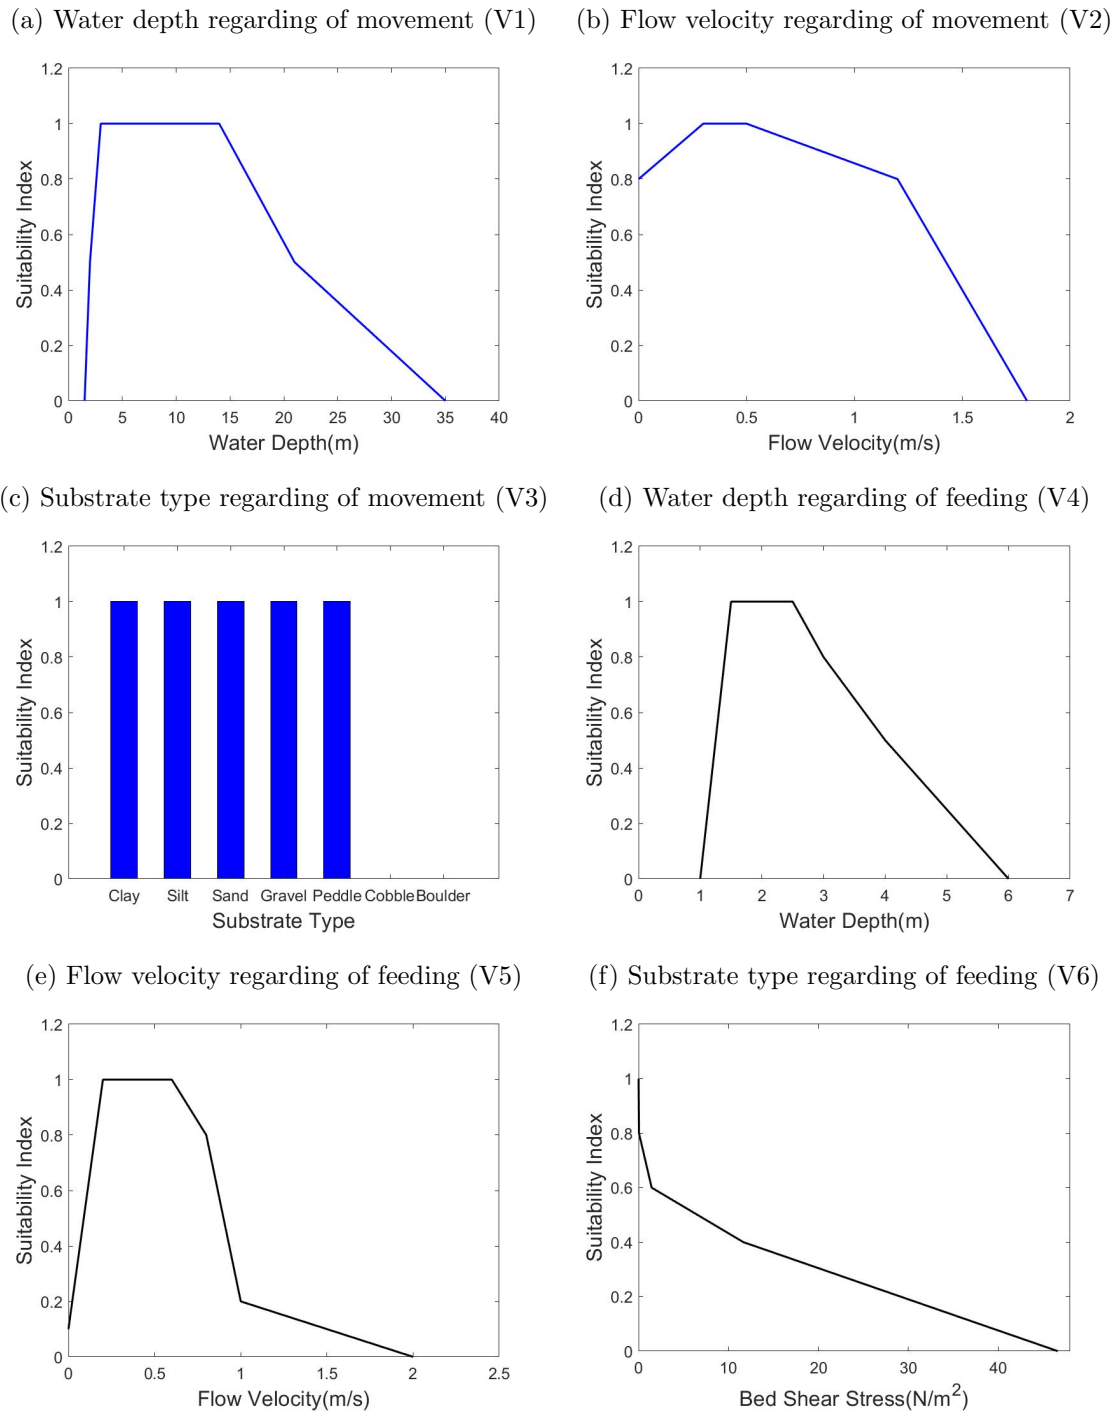 (a) Water depth regarding of movement (V1)
1.2
1
0.8
0.6
0.4
0.2
0
Suitability Index
0 5 10 15 20 25 30 35 40
Water Depth(m)
(b) Flow velocity regarding of movement (V2)
1.2
1
0.8
0.6
0.4
0.2
0
Suitability Index
0 0.5 1 1.5 2
Flow Velocity(m/s)
(c) Substrate type regarding of movement (V3)
1.2
1
0.8
0.6
0.4
0.2
0
Suitability Index
Clay Silt Sand Gravel Peddle Cobble Boulder
Substrate Type
(d) Water depth regarding of feeding (V4)
1.2
1
0.8
0.6
0.4
0.2
0
Suitability Index
0 1 2 3 4 5 6 7
Water Depth(m)
(e) Flow velocity regarding of feeding (V5)
1.2
1
0.8
0.6
0.4
0.2
0
Suitability Index
0 0.5 1 1.5 2 2.5
Flow Velocity(m/s)
(f) Substrate type regarding of feeding (V6)
1.2
1
0.8
0.6
0.4
0.2
0
Suitability Index
0 10 20 30 40
Bed Shear Stress(N/m²)